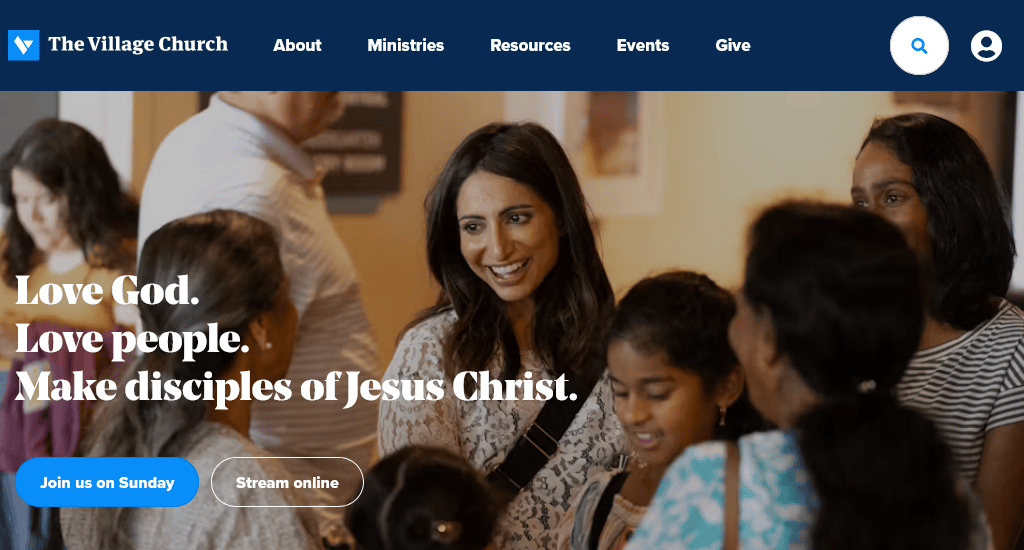 The Village Church
About
Ministries
Resources
Events
Give
Love God.
Love people.
Make disciples of Jesus Christ.
Join us on Sunday
Stream online